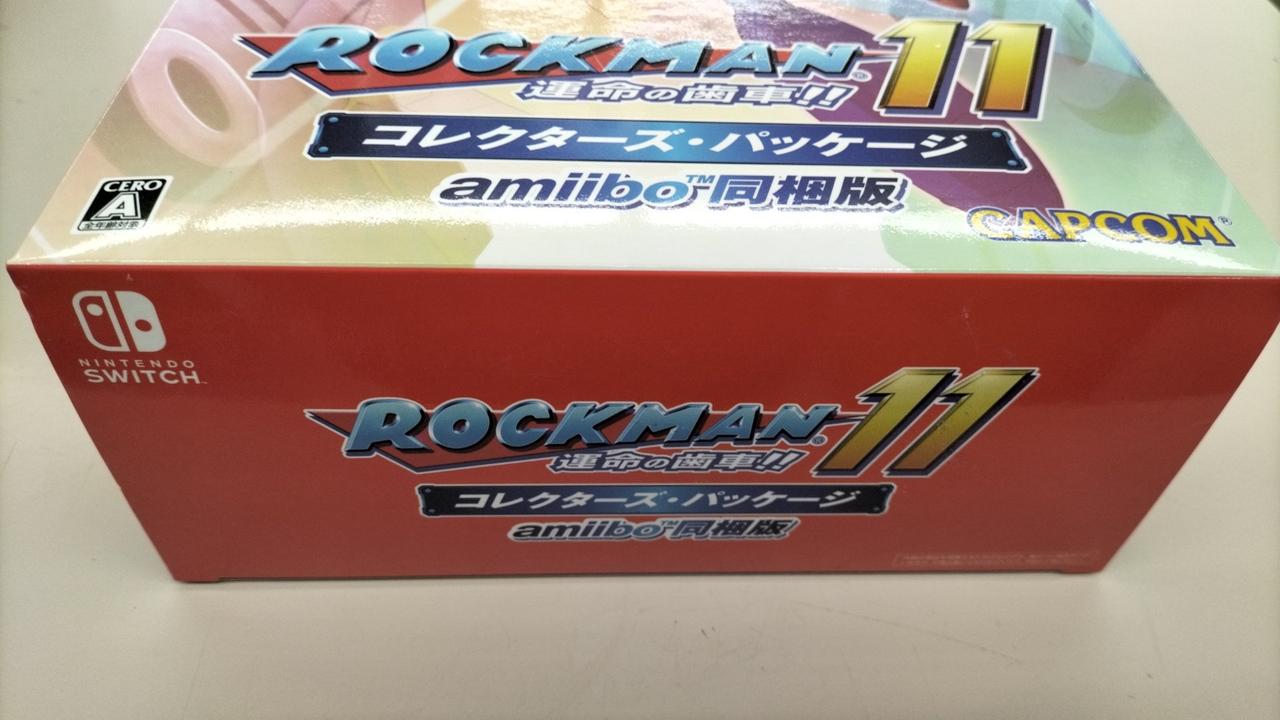 ROCKMAN® 11
運命の歯車!!
コレクターズ・パッケージ
amiibo™同梱版
CERO
A
全年齢対象
CAPCOM®
NINTENDO
SWITCH™
ROCKMAN® 11
運命の歯車!!
コレクターズ・パッケージ
amiibo™同梱版